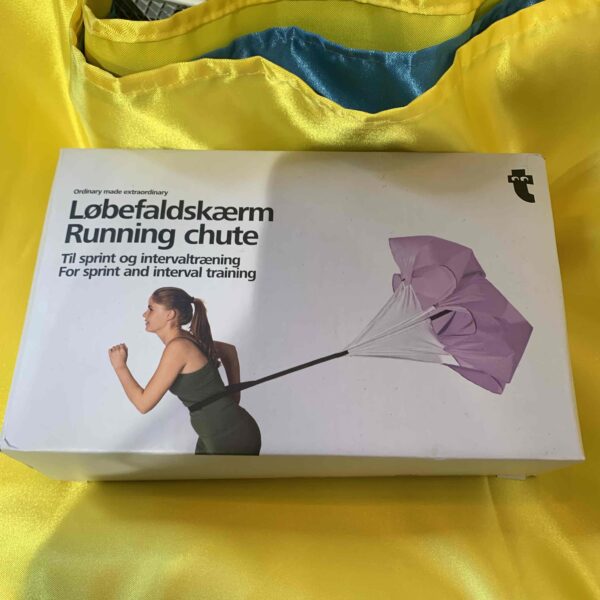 Ordinary made extraordinary
Løbefaldskærm
Running chute
Til sprint og intervaltræning
For sprint and interval training